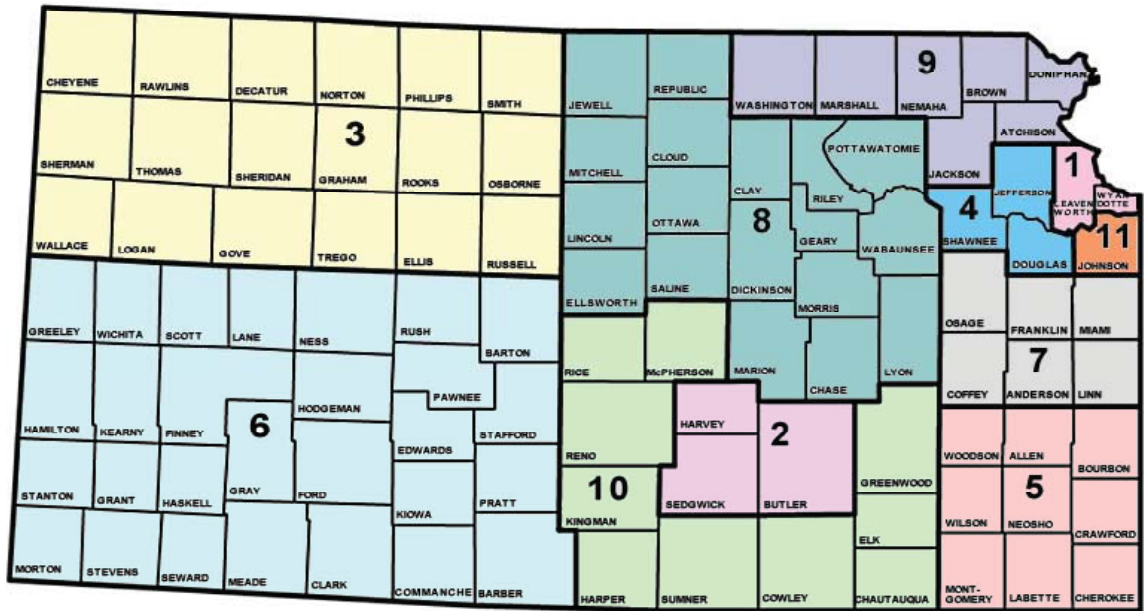 CHEYENE
RAWLINS
DECATUR
NORTON
PHILLIPS
SMITH
JEWELL
REPUBLIC
WASHINGTON
MARSHALL
9
NEMAHA
BROWN
DONIPHAN
SHERMAN
THOMAS
SHERIDAN
3
GRAHAM
ROOKS
OSBORNE
MITCHELL
CLOUD
CLAY
RILEY
POTTAWATOMIE
JACKSON
ATCHISON
JEFFERSON
1
LEAVEN
WORTH
WYAN
DOTTE
WALLACE
LOGAN
GOVE
TREGO
ELLIS
RUSSELL
LINCOLN
OTTAWA
8
GEARY
WABAUNSEE
4
SHAWNEE
DOUGLAS
11
JOHNSON
ELLSWORTH
SALINE
DICKINSON
MORRIS
GREELEY
WICHITA
SCOTT
LANE
NESS
RUSH
BARTON
RICE
McPHERSON
MARION
CHASE
LYON
OSAGE
FRANKLIN
MIAMI
COFFEY
7
ANDERSON
LINN
HAMILTON
KEARNY
FINNEY
6
HODGEMAN
PAWNEE
STAFFORD
EDWARDS
RENO
HARVEY
2
WOODSON
ALLEN
BOURBON
STANTON
GRANT
HASKELL
GRAY
FORD
KIOWA
PRATT
10
KINGMAN
SEDGWICK
BUTLER
GREENWOOD
5
WILSON
NEOSHO
CRAWFORD
ELK
MORTON
STEVENS
SEWARD
MEADE
CLARK
COMMANCHE
BARBER
HARPER
SUMNER
COWLEY
CHAUTAUQUA
MONT-
GOMERY
LABETTE
CHEROKEE